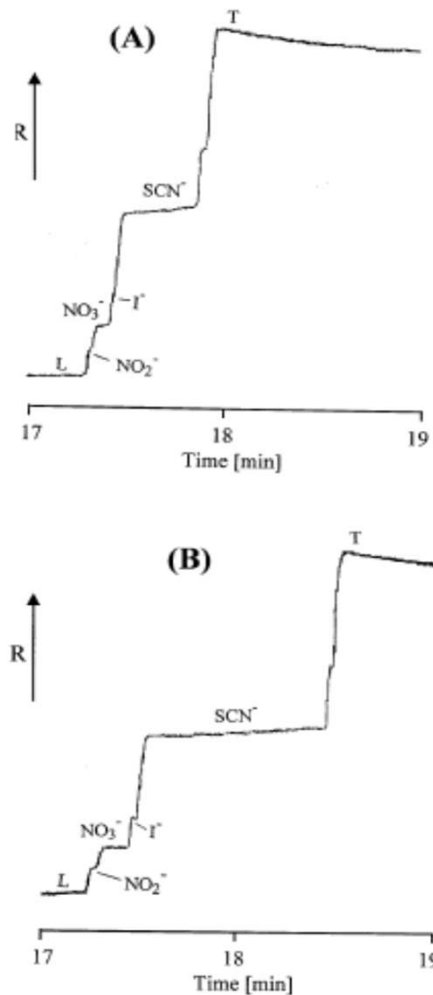 (A)
T
R
SCN⁻
NO₃⁻
I⁻
L
NO₂⁻
17 18 19
Time [min]
(B)
T
R
SCN⁻
NO₃⁻
I⁻
L
NO₂⁻
17 18 19
Time [min]